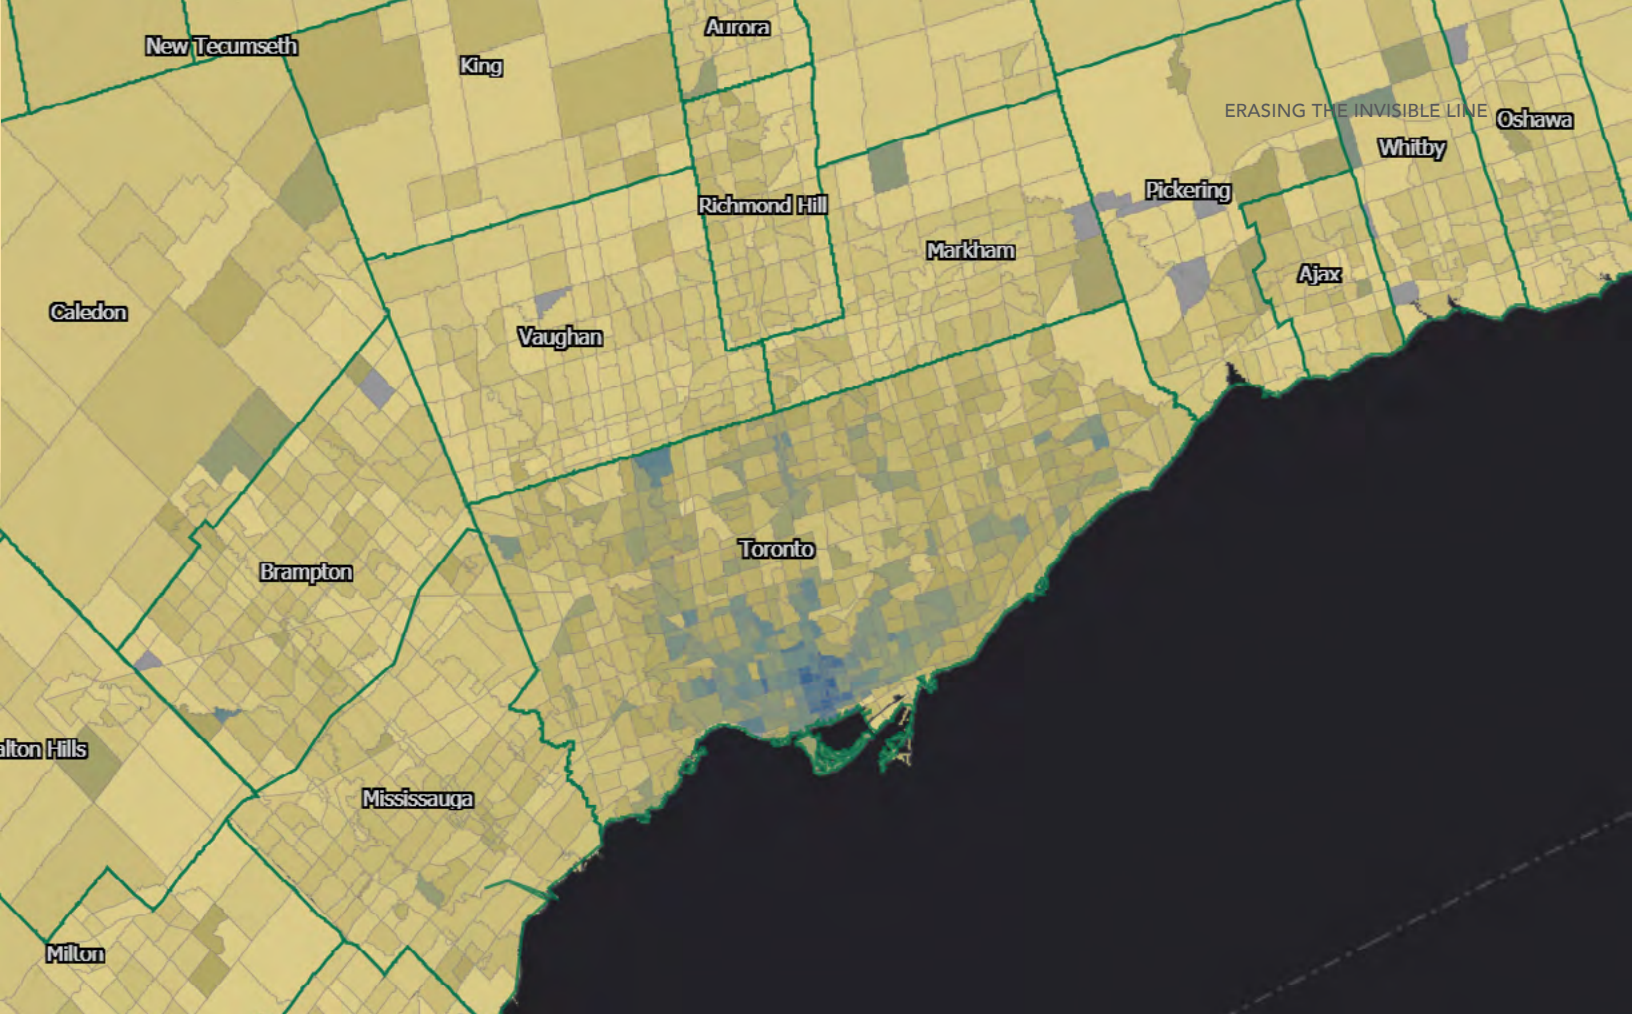 Aurora
New Tecumseth
King
ERASING THE INVISIBLE LINE
Oshawa
Whitby
Pickering
Richmond Hill
Markham
Ajax
Caledon
Vaughan
Toronto
Brampton
alton Hills
Mississauga
Milton